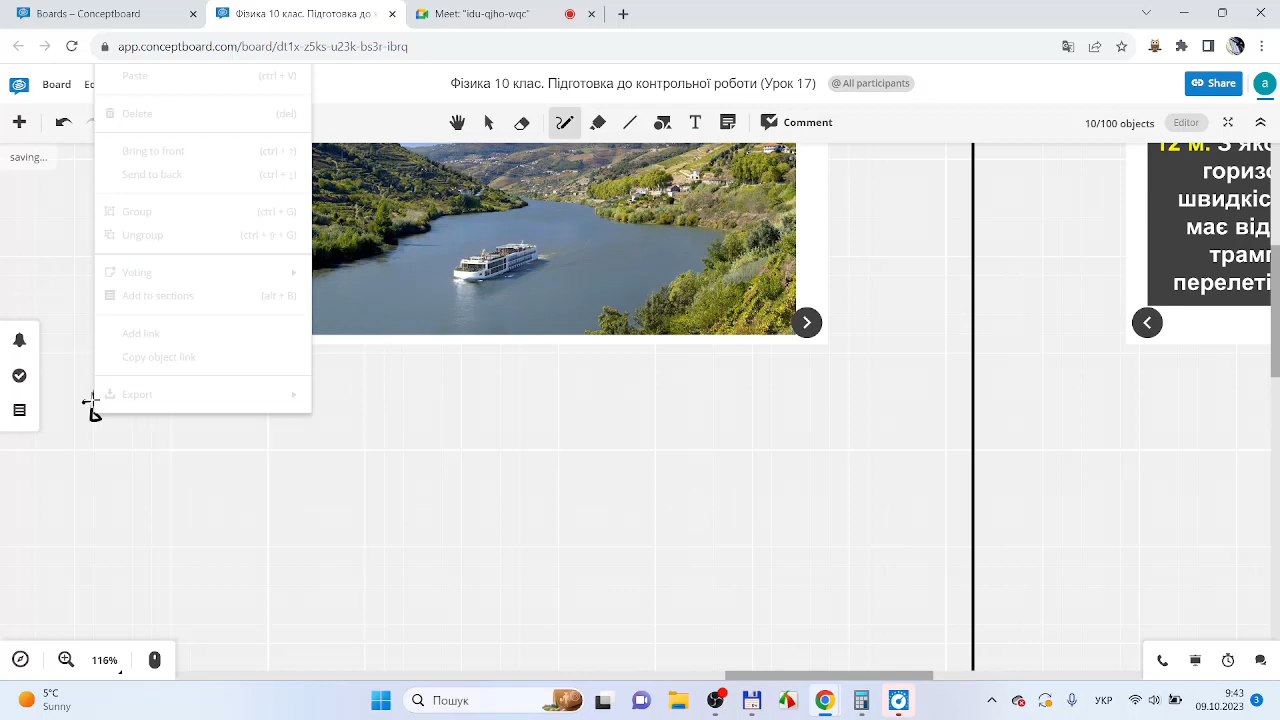 Boards – Conceptboard
Фізика 10 клас. Підготовка до к
Meet: "idu-qjho-wqc"
app.conceptboard.com/board/dt1x-z5ks-u23k-bs3r-ibrq
Board
Фізика 10 клас. Підготовка до контрольної роботи (Урок 17)
@ All participants
Share
a
T
Comment
10/100 objects
Editor
saving...
Paste (ctrl + V)
Delete (del)
Bring to front (ctrl + ↑)
Send to back (ctrl + ↓)
Group (ctrl + G)
Ungroup (ctrl + ⇧ + G)
Voting
Add to sections (alt + B)
Add link
Copy object link
Export
12 м.
горизо
швидкіс
має від
трамп
перелеті
116%
5°C
Sunny
Пошук
УКР
9:43
09.10.2023
3